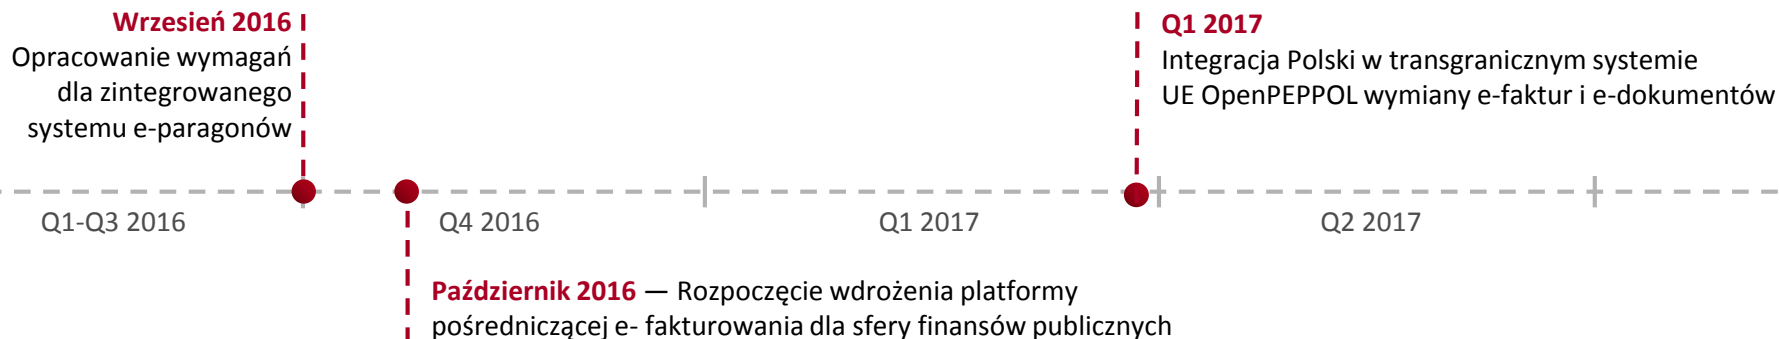 Wrzesień 2016
Opracowanie wymagań
dla zintegrowanego
systemu e-paragonów
Q1 2017
Integracja Polski w transgranicznym systemie
UE OpenPEPPOL wymiany e-faktur i e-dokumentów
Q1-Q3 2016
Q4 2016
Q1 2017
Q2 2017
Październik 2016 — Rozpoczęcie wdrożenia platformy
pośredniczącej e- fakturowania dla sfery finansów publicznych